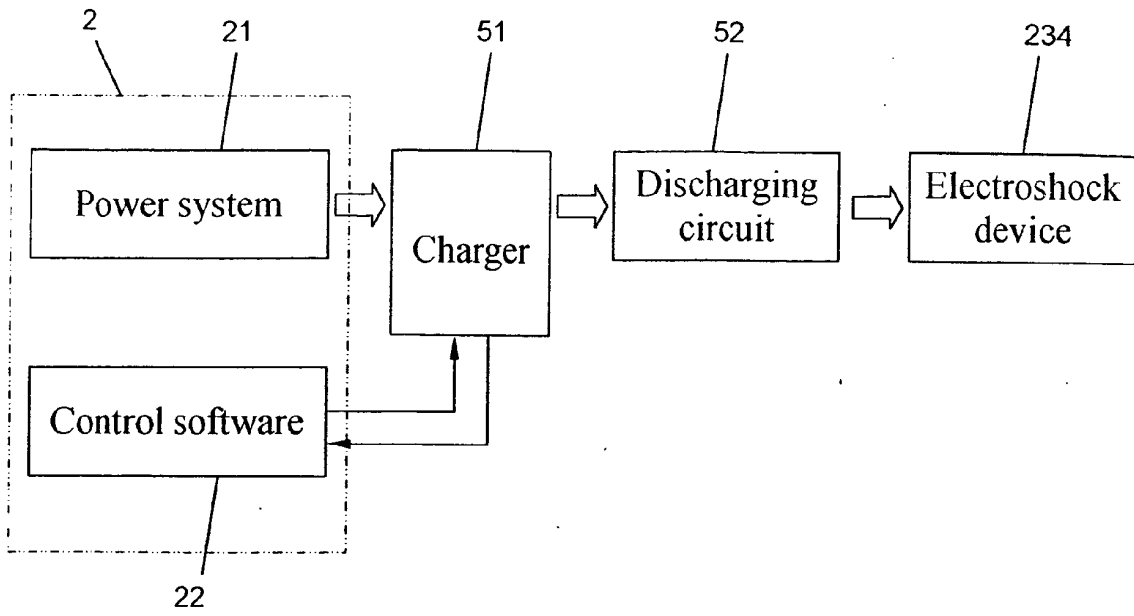 2
21
51
52
234
Power system
Charger
Discharging
circuit
Electroshock
device
Control software
22